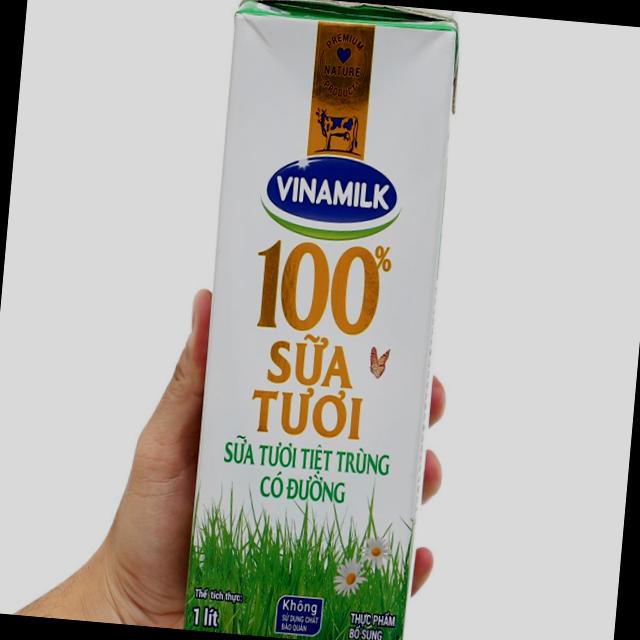 PREMIUM
NATURE
PRODUCT
VINAMILK
100%
SỮA
TƯƠI
SỮA TƯƠI TIỆT TRÙNG
CÓ ĐƯỜNG
Thể tích thực:
1 lít
Không
SỬ DỤNG CHẤT
BẢO QUẢN
THỰC PHẨM
BỔ SUNG